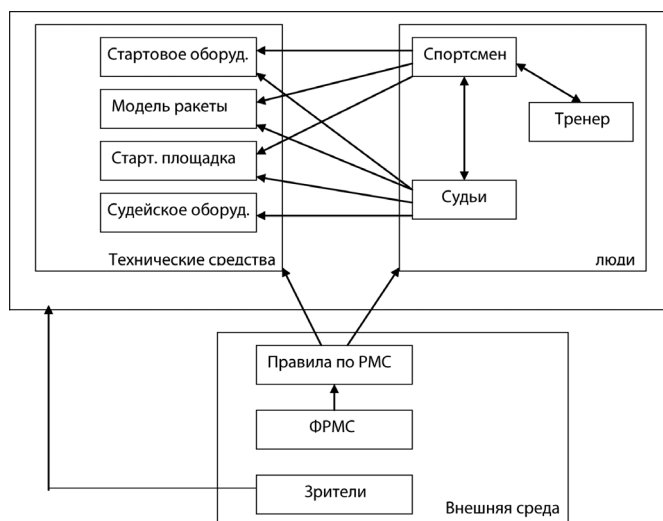 Стартовое оборуд.
Спортсмен
Модель ракеты
Тренер
Старт. площадка
Судьи
Судейское оборуд.
Технические средства
люди
Правила по РМС
ФРМС
Зрители
Внешняя среда